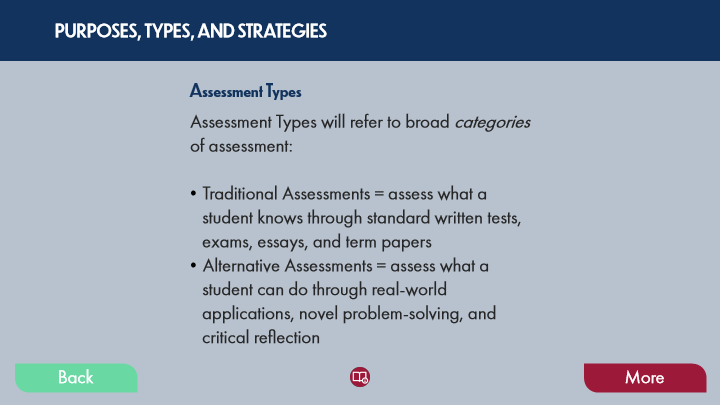 PURPOSES, TYPES, AND STRATEGIES
Assessment Types
Assessment Types will refer to broad categories
of assessment:
• Traditional Assessments = assess what a
student knows through standard written tests,
exams, essays, and term papers
• Alternative Assessments = assess what a
student can do through real-world
applications, novel problem-solving, and
critical reflection
Back
More